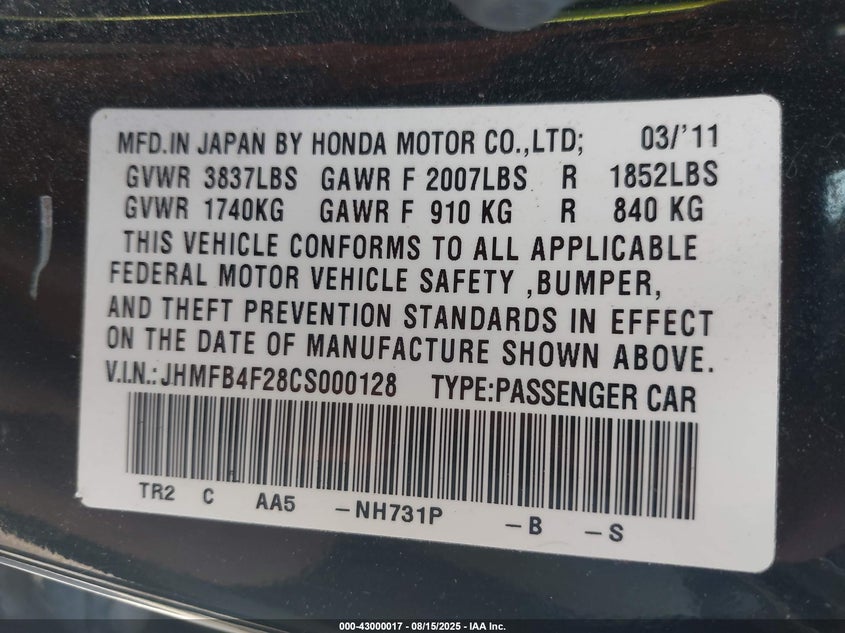 MFD.IN JAPAN BY HONDA MOTOR CO.,LTD; 03/'11
GVWR 3837LBS GAWR F 2007LBS R 1852LBS
GVWR 1740KG GAWR F 910 KG R 840 KG
THIS VEHICLE CONFORMS TO ALL APPLICABLE
FEDERAL MOTOR VEHICLE SAFETY ,BUMPER,
AND THEFT PREVENTION STANDARDS IN EFFECT
ON THE DATE OF MANUFACTURE SHOWN ABOVE.
V.I.N.:JHMFB4F28CS000128 TYPE:PASSENGER CAR
TR2 C AA5 -NH731P -B -S
000-43000017 - 08/15/2025 - IAA Inc.